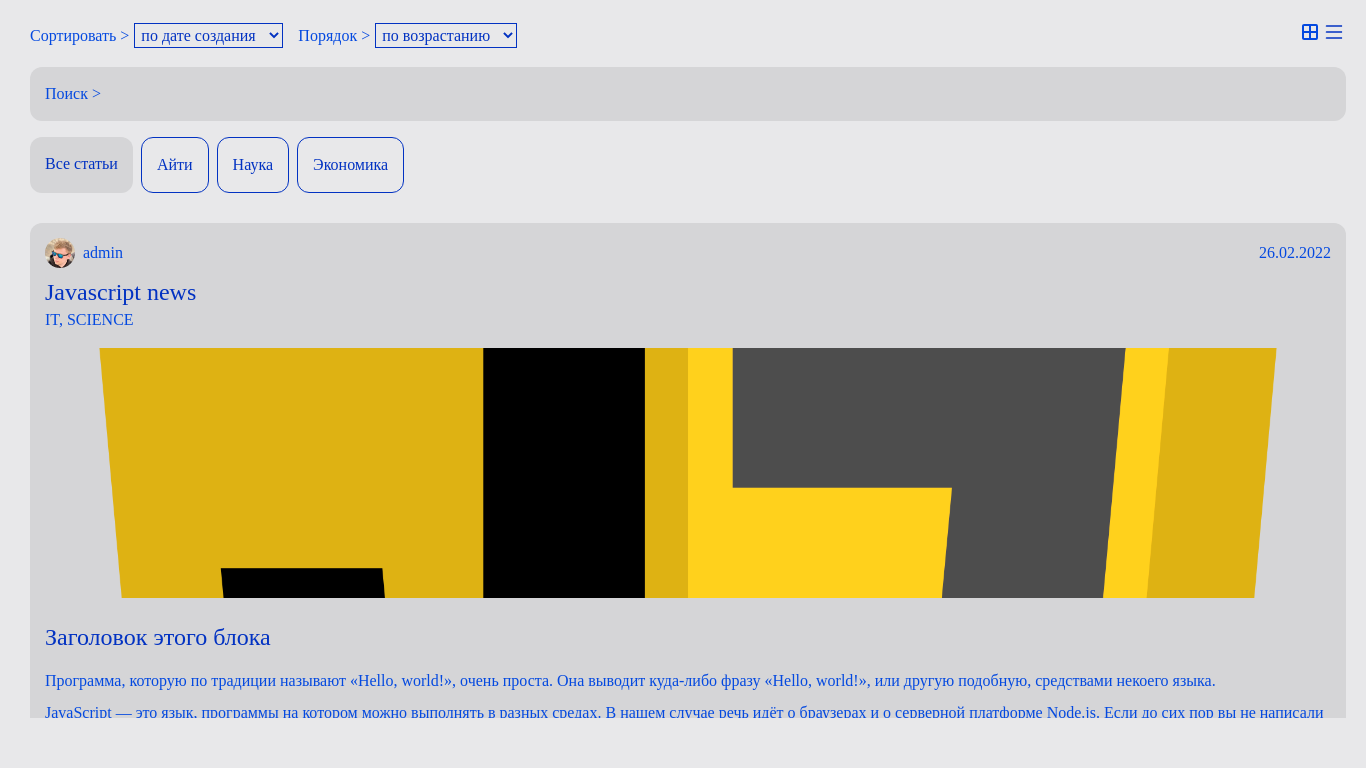 Сортировать > по дате создания Порядок > по возрастанию
Поиск >
Все статьи Айти Наука Экономика
admin 26.02.2022
Javascript news
IT, SCIENCE
Заголовок этого блока
Программа, которую по традиции называют «Hello, world!», очень проста. Она выводит куда-либо фразу «Hello, world!», или другую подобную, средствами некоего языка.
JavaScript — это язык, программы на котором можно выполнять в разных средах. В нашем случае речь идёт о браузерах и о серверной платформе Node.js. Если до сих пор вы не написали